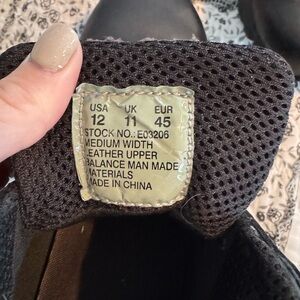 USA UK EUR
12 11 45
STOCK NO.: E03206
MEDIUM WIDTH
LEATHER UPPER
BALANCE MAN MADE
MATERIALS
MADE IN CHINA